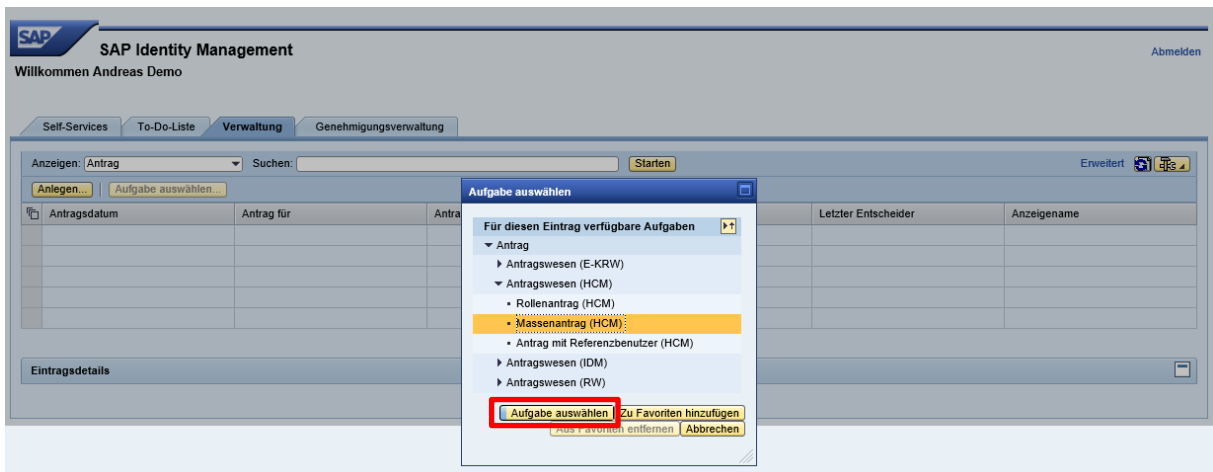 SAP
SAP Identity Management
Abmelden
Willkommen Andreas Demo
Self-Services To-Do-Liste Verwaltung Genehmigungsverwaltung
Anzeigen: Antrag Suchen: Starten Erweitert
Anlegen... Aufgabe auswählen...
Antragsdatum Antrag für Antra Letzter Entscheider Anzeigename
Aufgabe auswählen
Für diesen Eintrag verfügbare Aufgaben
Antrag
Antragswesen (E-KRW)
Antragswesen (HCM)
Rollenantrag (HCM)
Massenantrag (HCM)
Antrag mit Referenzbenutzer (HCM)
Antragswesen (IDM)
Antragswesen (RW)
Aufgabe auswählen Zu Favoriten hinzufügen
Aus Favoriten entfernen Abbrechen
Eintragsdetails